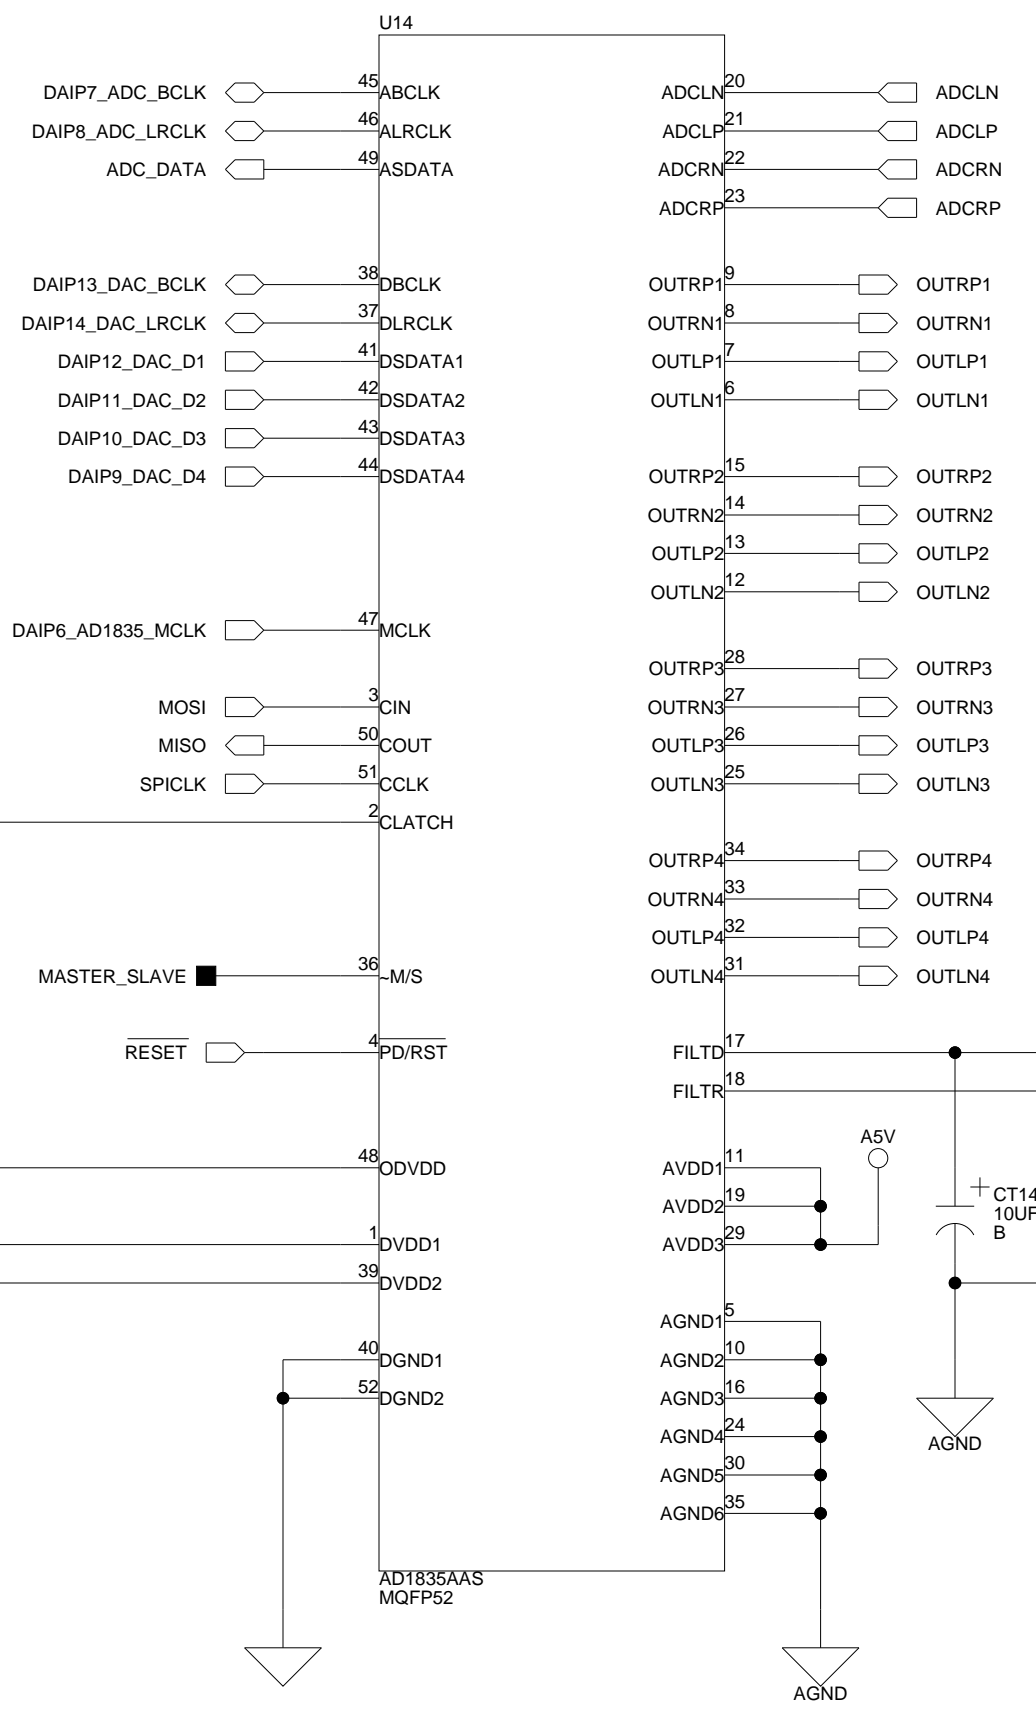 U14
DAIP7_ADC_BCLK 45 ABCLK ADCLN 20 ADCLN
DAIP8_ADC_LRCLK 46 ALRCLK ADCLP 21 ADCLP
ADC_DATA 49 ASDATA ADCRN 22 ADCRN
ADCRP 23 ADCRP
DAIP13_DAC_BCLK 38 DBCLK OUTRP1 9 OUTRP1
DAIP14_DAC_LRCLK 37 DLRCLK OUTRN1 8 OUTRN1
DAIP12_DAC_D1 41 DSDATA1 OUTLP1 7 OUTLP1
DAIP11_DAC_D2 42 DSDATA2 OUTLN1 6 OUTLN1
DAIP10_DAC_D3 43 DSDATA3
DAIP9_DAC_D4 44 DSDATA4 OUTRP2 15 OUTRP2
OUTRN2 14 OUTRN2
OUTLP2 13 OUTLP2
OUTLN2 12 OUTLN2
DAIP6_AD1835_MCLK 47 MCLK
OUTRP3 28 OUTRP3
MOSI 3 CIN OUTRN3 27 OUTRN3
MISO 50 COUT OUTLP3 26 OUTLP3
SPICLK 51 CCLK OUTLN3 25 OUTLN3
2 CLATCH
OUTRP4 34 OUTRP4
OUTRN4 33 OUTRN4
OUTLP4 32 OUTLP4
MASTER_SLAVE 36 ~M/S OUTLN4 31 OUTLN4
RESET 4 PD/RST FILTD 17
FILTR 18
A5V
48 ODVDD AVDD1 11
AVDD2 19 CT14
10UF
B
1 DVDD1 AVDD3 29
39 DVDD2
AGND1 5
40 DGND1 AGND2 10
52 DGND2 AGND3 16
AGND4 24 AGND
AGND5 30
AGND6 35
AD1835AAS
MQFP52
AGND